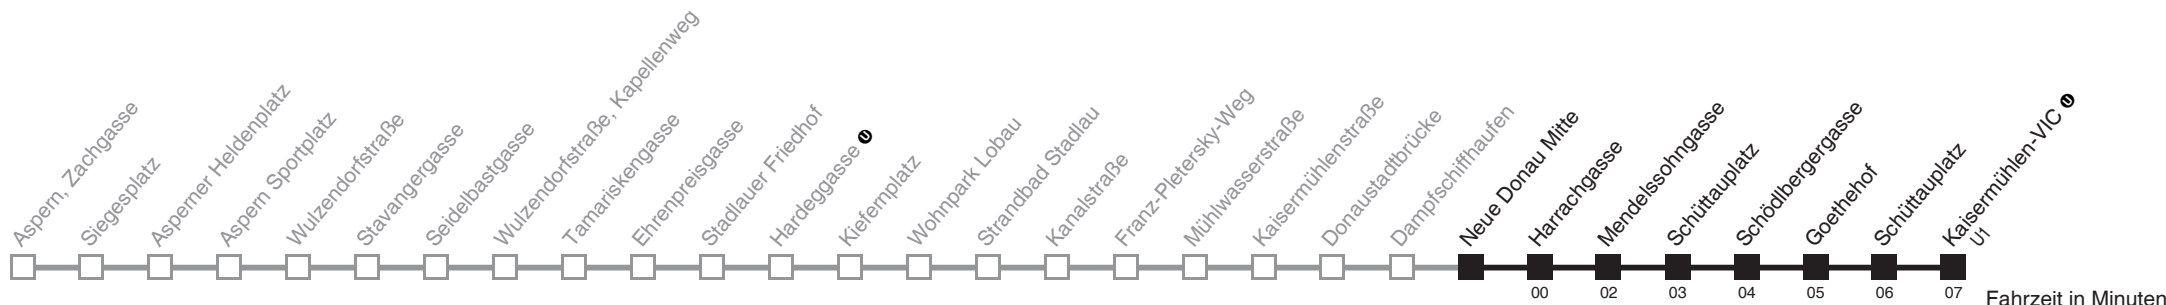 Aspern, Zachgasse
Siegesplatz
Asperner Heldenplatz
Aspern Sportplatz
Wulzendorfstraße
Stavangergasse
Seidelbastgasse
Wulzendorfstraße, Kapellenweg
Tamariskengasse
Ehrenpreisgasse
Stadlauer Friedhof
Hardeggasse U
Kiefernplatz
Wohnpark Lobau
Strandbad Stadlau
Kanalstraße
Franz-Pletersky-Weg
Mühlwasserstraße
Kaisermühlenstraße
Donaustadtbrücke
Dampfschiffhaufen
Neue Donau Mitte
Harrachgasse
Mendelssohngasse
Schüttauplatz
Schödlbergergasse
Goethehof
Schüttauplatz
Kaisermühlen-VIC U
U1
00 02 03 04 05 06 07 Fahrzeit in Minuten